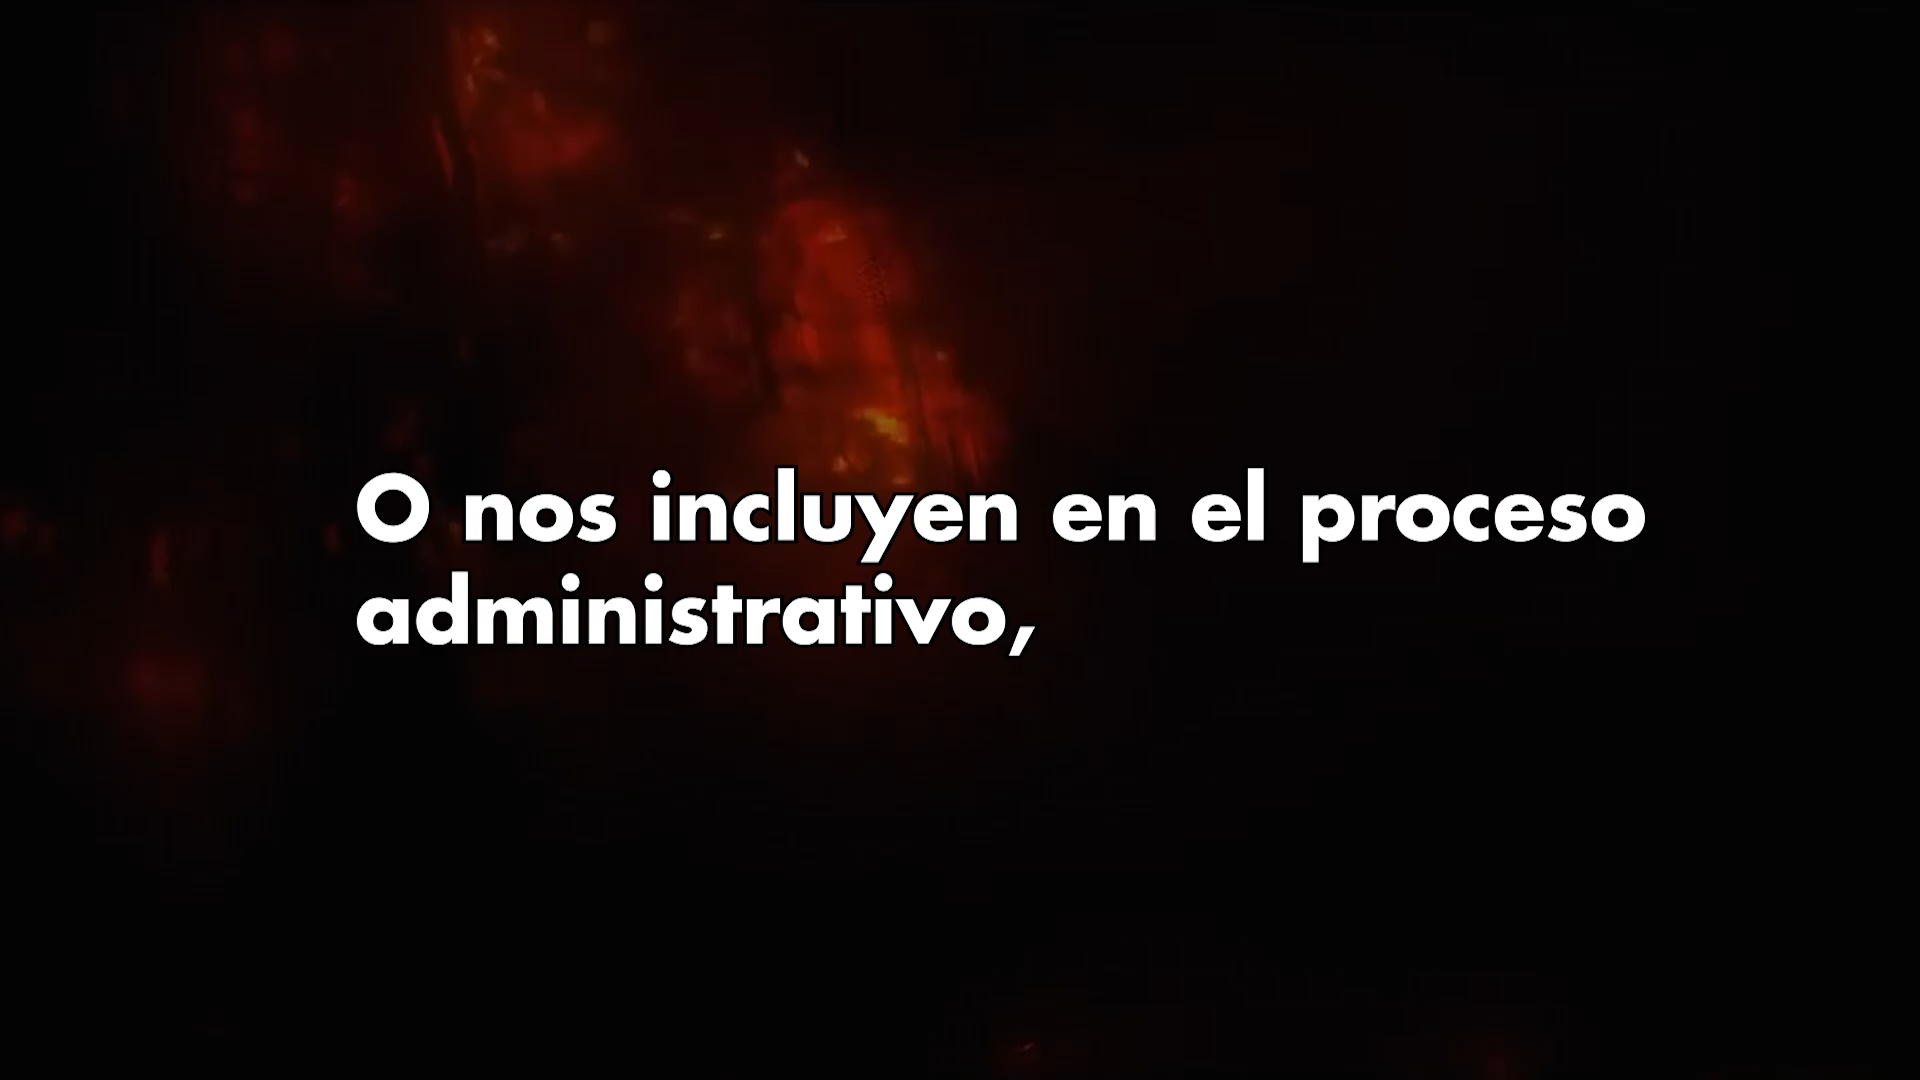 O nos incluyen en el proceso
administrativo,